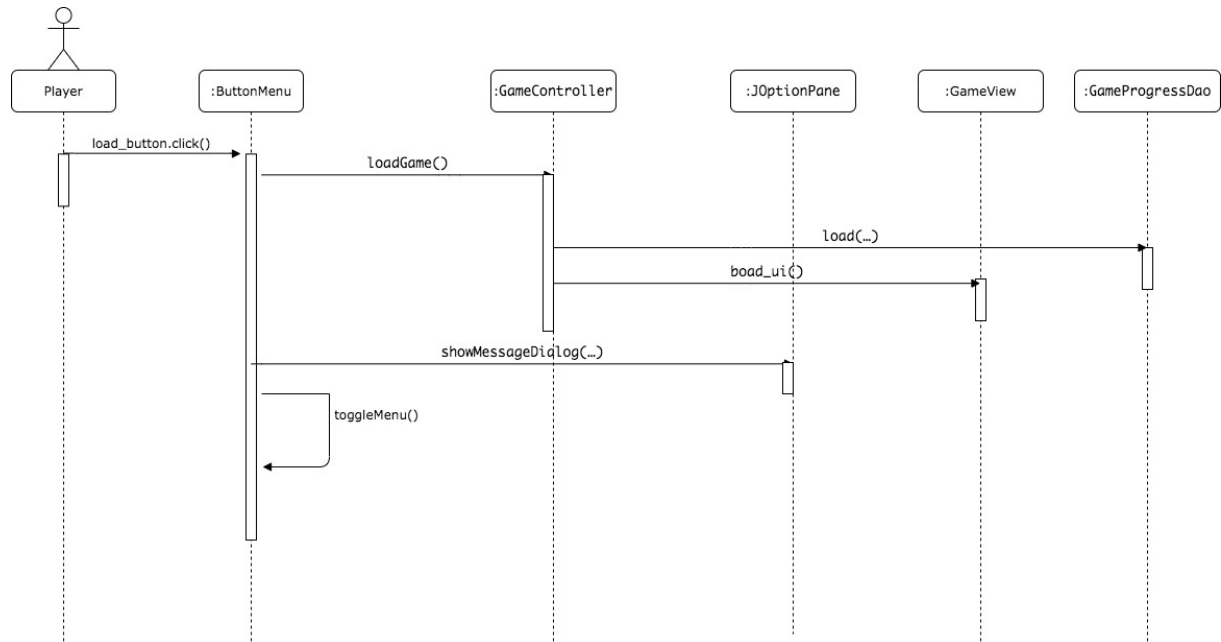 Player
:ButtonMenu
:GameController
:JOptionPane
:GameView
:GameProgressDao
load_button.click()
loadGame()
load(…)
boad_ui()
showMessageDialog(…)
toggleMenu()